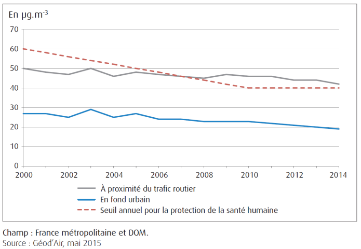 En µg.m-3
70
60
50
40
30
20
10
0
2000 2002 2004 2006 2008 2010 2012 2014
À proximité du trafic routier
En fond urbain
Seuil annuel pour la protection de la santé humaine
Champ : France métropolitaine et DOM.
Source : Géod'Air, mai 2015